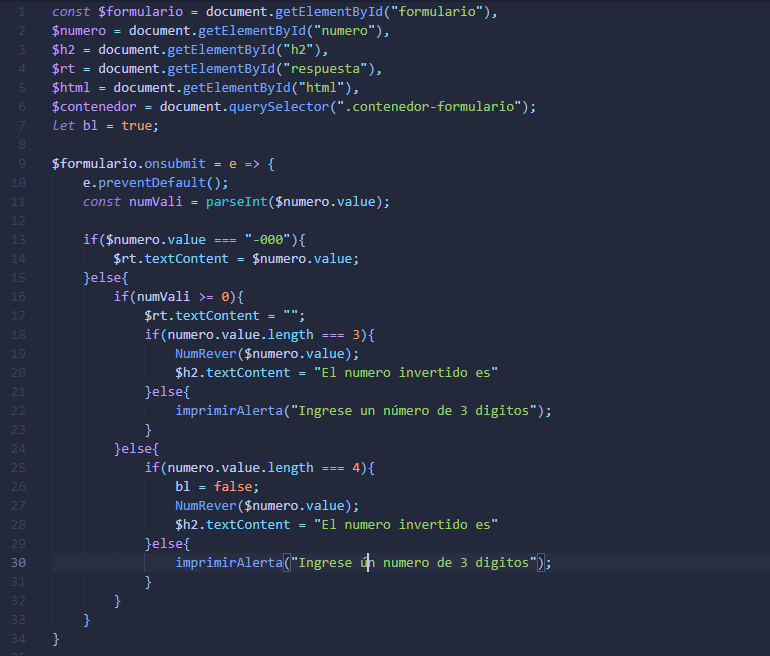 1 const $formulario = document.getElementById("formulario"),
2 $numero = document.getElementById("numero"),
3 $h2 = document.getElementById("h2"),
4 $rt = document.getElementById("respuesta"),
5 $html = document.getElementById("html"),
6 $contenedor = document.querySelector(".contenedor-formulario");
7 let bl = true;
8
9 $formulario.onsubmit = e => {
10     e.preventDefault();
11     const numVali = parseInt($numero.value);
12
13     if($numero.value === "-000"){
14         $rt.textContent = $numero.value;
15     }else{
16         if(numVali >= 0){
17             $rt.textContent = "";
18             if(numero.value.length === 3){
19                 NumRever($numero.value);
20                 $h2.textContent = "El numero invertido es"
21             }else{
22                 imprimirAlerta("Ingrese un número de 3 digitos");
23             }
24         }else{
25             if(numero.value.length === 4){
26                 bl = false;
27                 NumRever($numero.value);
28                 $h2.textContent = "El numero invertido es"
29             }else{
30                 imprimirAlerta("Ingrese ún numero de 3 digitos");
31             }
32         }
33     }
34 }